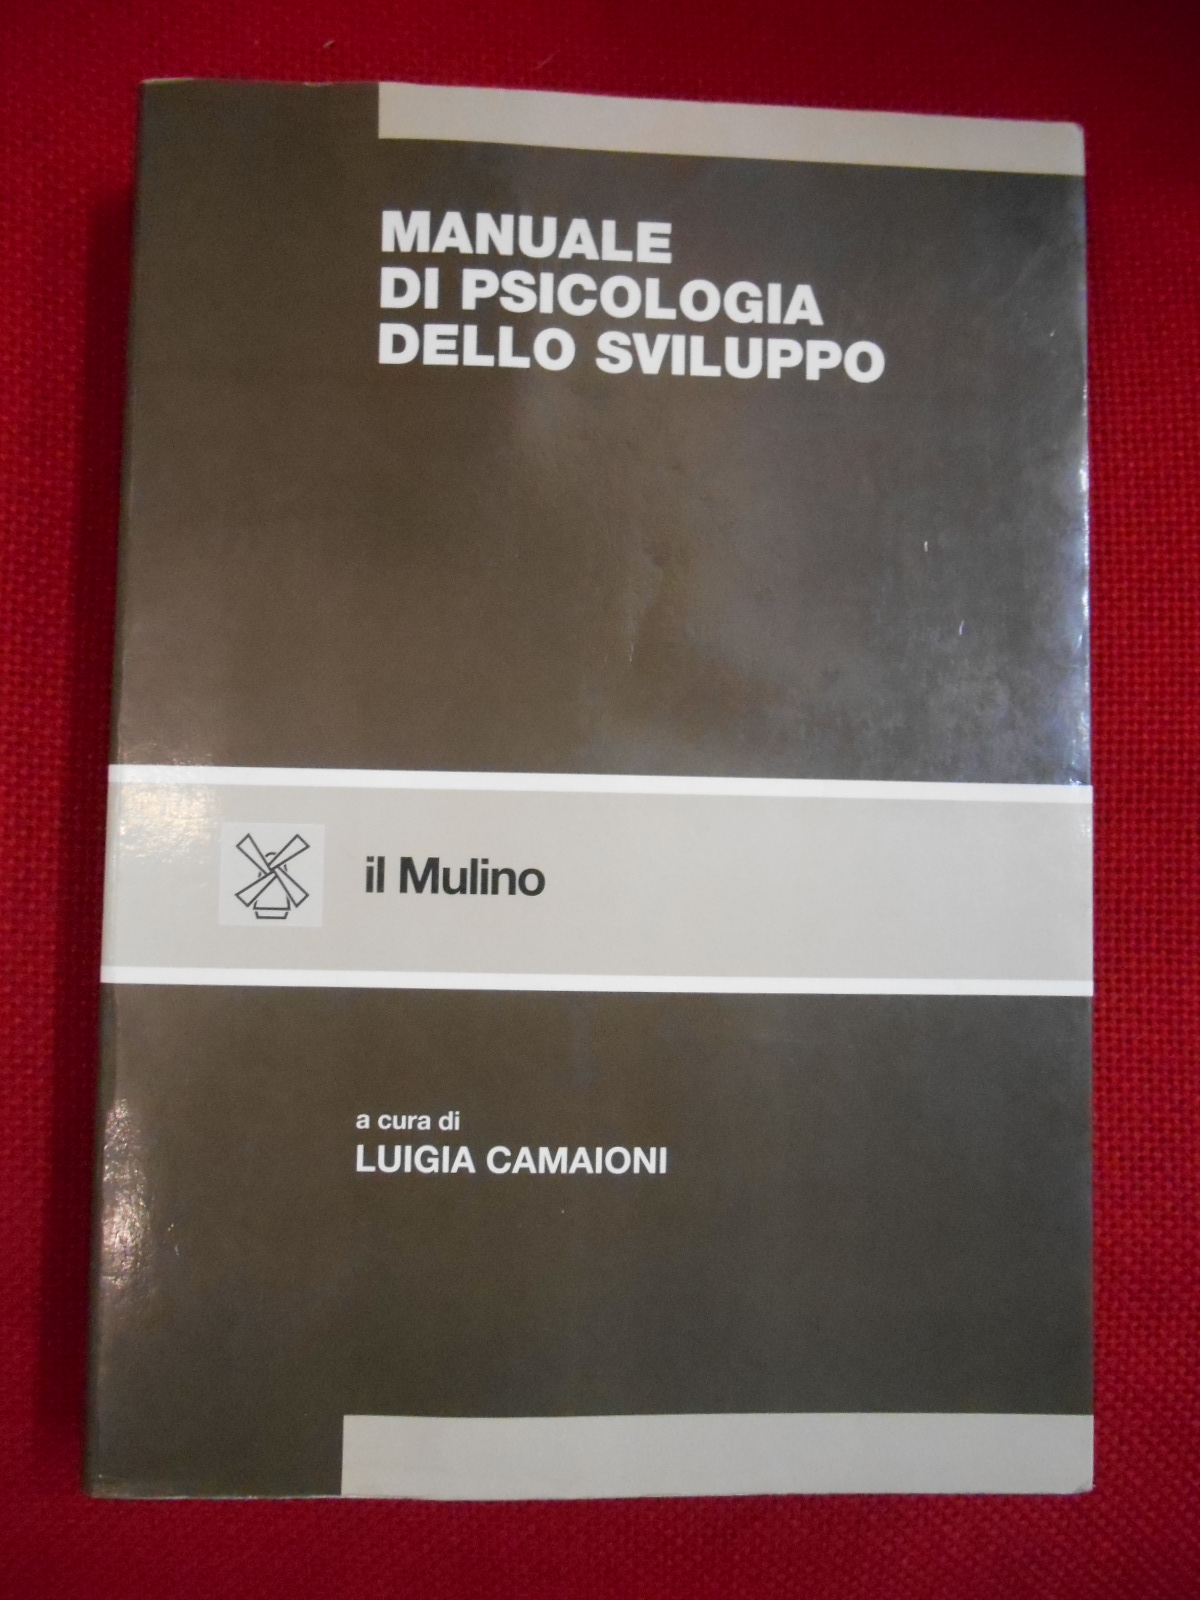 MANUALE
DI PSICOLOGIA
DELLO SVILUPPO
il Mulino
a cura di
LUIGIA CAMAIONI